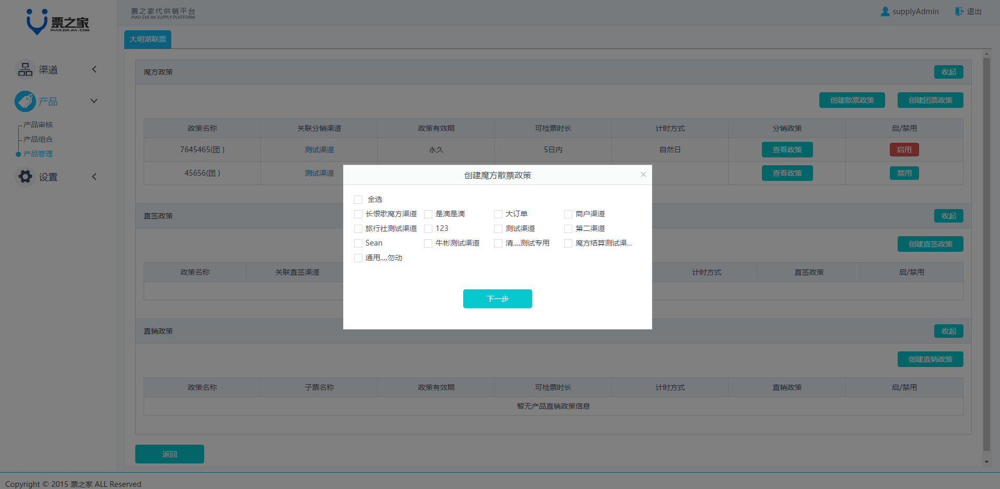 票之家
PIAOZHIJIA.COM
票之家代供销平台
PIAO ZHI JIA SUPPLY PLATFORM
supplyAdmin 退出
渠道
产品
产品审核
产品组合
产品管理
设置
大明湖联票
魔方政策 收起
创建散票政策 创建团票政策
政策名称 关联分销渠道 政策有效期 可检票时长 计时方式 分销政策 启/禁用
7645465(团 ) 测试渠道 永久 5日内 自然日 查看政策 启用
45656(团 ) 测试渠道 查看政策 禁用
创建魔方散票政策 ×
全选
长恨歌魔方渠道 是滴是滴 大订单 商户渠道
旅行社测试渠道 123 测试渠道 第二渠道
Sean 牛彬测试渠道 清灬测试专用 魔方结算测试渠...
通用灬勿动
下一步
直签政策 收起
创建直签政策
政策名称 关联直签渠道 计时方式 直签政策 启/禁用
直销政策 收起
创建直销政策
政策名称 子票名称 政策有效期 可检票时长 计时方式 直销政策 启/禁用
暂无产品直销政策信息
返回
Copyright © 2015 票之家 ALL Reserved